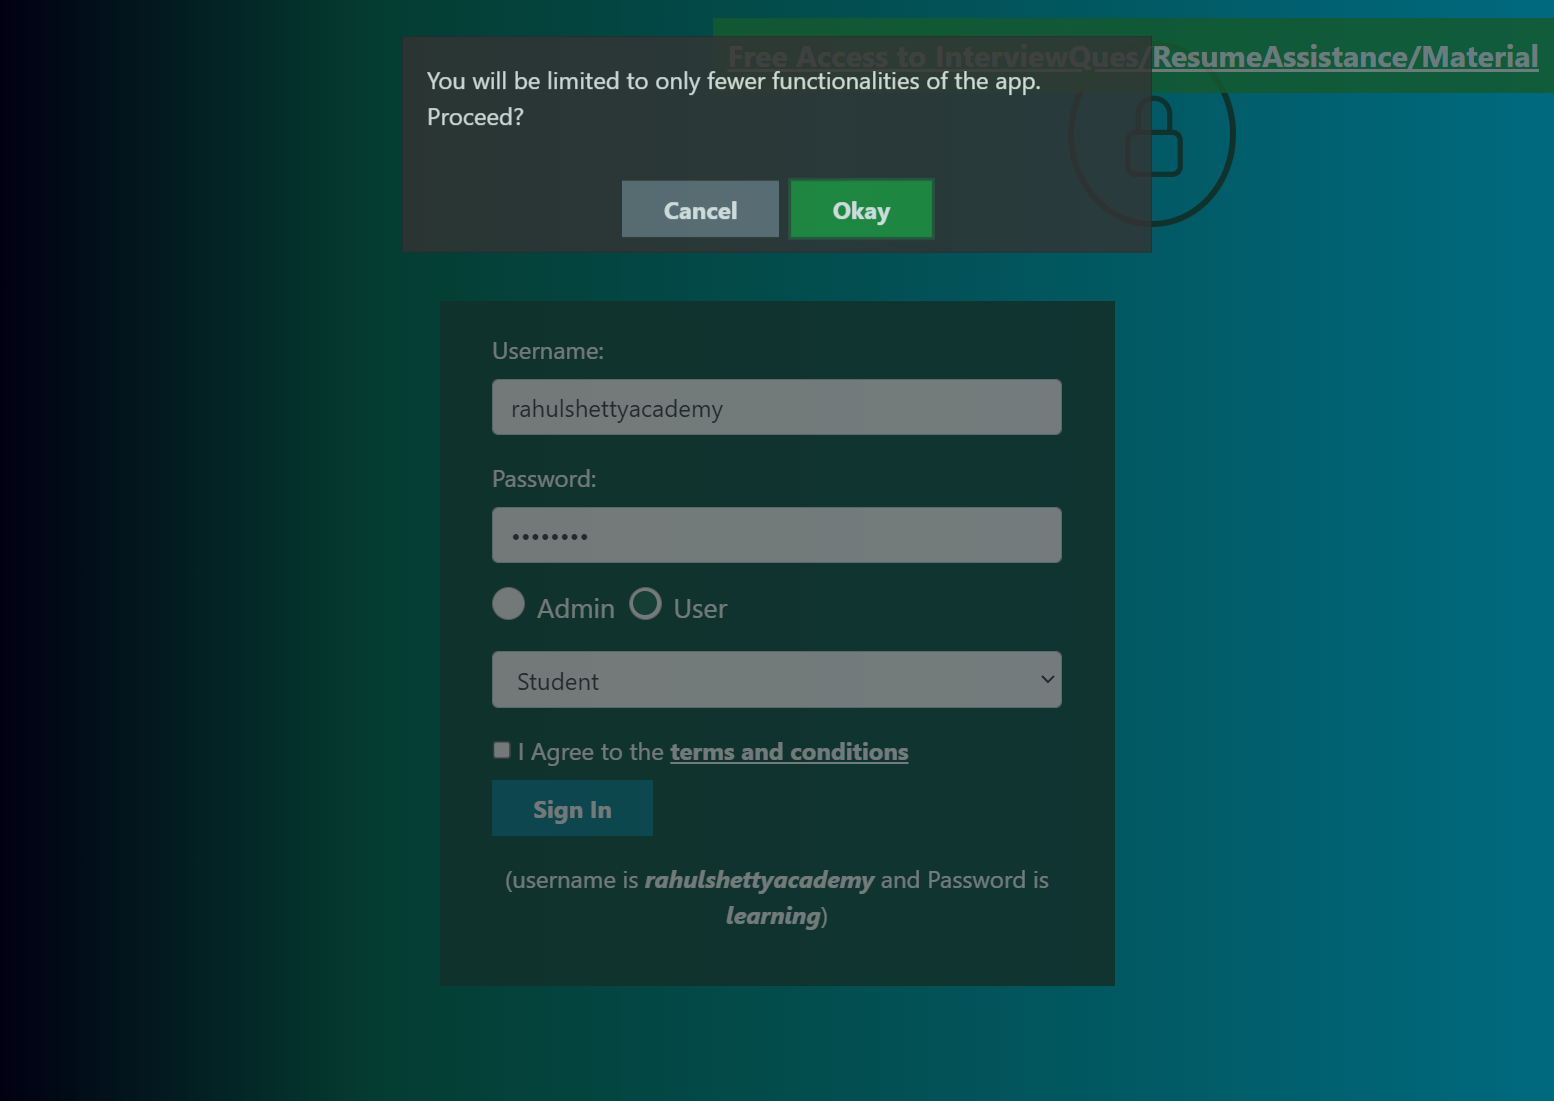 Free Access to InterviewQues/ResumeAssistance/Material
You will be limited to only fewer functionalities of the app.
Proceed?
Cancel
Okay
Username:
rahulshettyacademy
Password:
••••••••
Admin
User
Student
I Agree to the terms and conditions
Sign In
(username is rahulshettyacademy and Password is
learning)